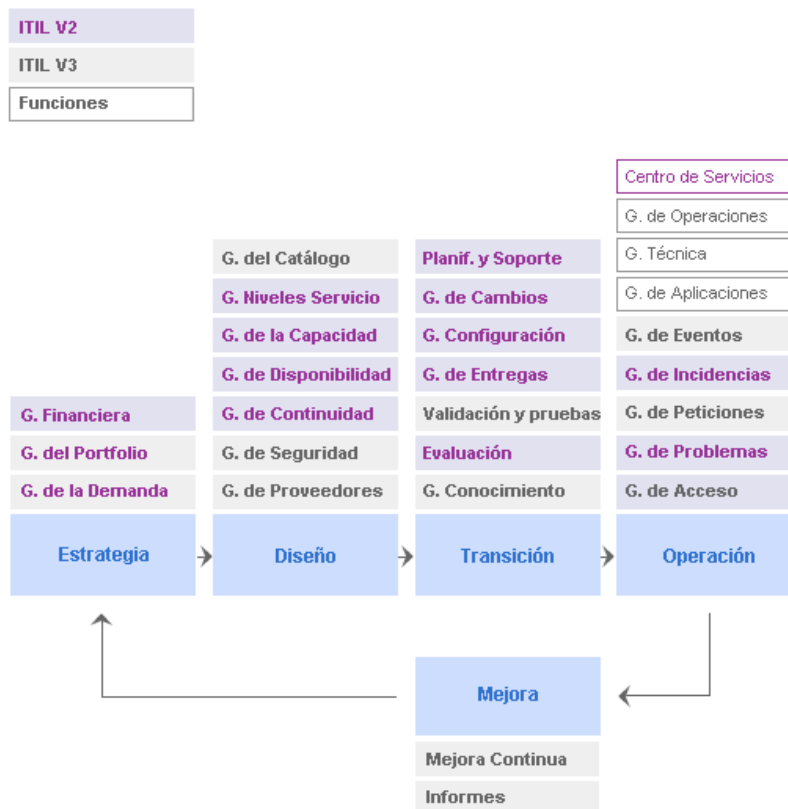 ITIL V2
ITIL V3
Funciones
Centro de Servicios
G. de Operaciones
G. Técnica
G. de Aplicaciones
G. del Catálogo
Planif. y Soporte
G. Niveles Servicio
G. de Cambios
G. de la Capacidad
G. Configuración
G. de Eventos
G. de Disponibilidad
G. de Entregas
G. de Incidencias
G. Financiera
G. de Continuidad
Validación y pruebas
G. de Peticiones
G. del Portfolio
G. de Seguridad
Evaluación
G. de Problemas
G. de la Demanda
G. de Proveedores
G. Conocimiento
G. de Acceso
Estrategia
Diseño
Transición
Operación
Mejora
Mejora Continua
Informes